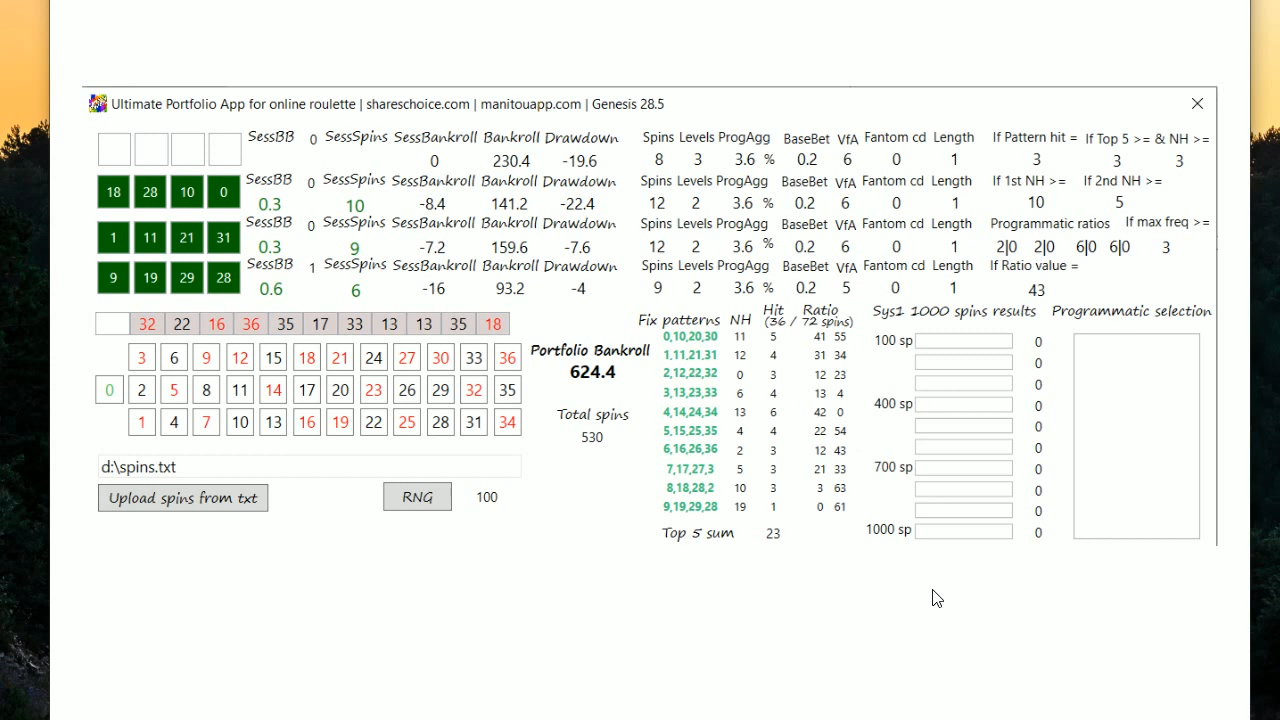 Ultimate Portfolio App for online roulette | shareschoice.com | manitouapp.com | Genesis 28.5
SessBB 0 SessSpins SessBankroll Bankroll Drawdown Spins Levels ProgAgg BaseBet VfA Fantom cd Length If Pattern hit = If Top 5 >= & NH >=
0 230.4 -19.6 8 3 3.6 % 0.2 6 0 1 3 3 3
18 28 10 0 SessBB 0 SessSpins SessBankroll Bankroll Drawdown Spins Levels ProgAgg BaseBet VfA Fantom cd Length If 1st NH >= If 2nd NH >=
0.3 10 -8.4 141.2 -22.4 12 2 3.6 % 0.2 6 0 1 10 5
1 11 21 31 SessBB 0 SessSpins SessBankroll Bankroll Drawdown Spins Levels ProgAgg BaseBet VfA Fantom cd Length Programmatic ratios If max freq >=
0.3 9 -7.2 159.6 -7.6 12 2 3.6 % 0.2 6 0 1 2|0 2|0 6|0 6|0 3
9 19 29 28 SessBB 1 SessSpins SessBankroll Bankroll Drawdown Spins Levels ProgAgg BaseBet VfA Fantom cd Length If Ratio value =
0.6 6 -16 93.2 -4 9 2 3.6 % 0.2 5 0 1 43
32 22 16 36 35 17 33 13 13 35 18
3 6 9 12 15 18 21 24 27 30 33 36
0 2 5 8 11 14 17 20 23 26 29 32 35
1 4 7 10 13 16 19 22 25 28 31 34
d:\spins.txt
Upload spins from txt RNG 100
Portfolio Bankroll
624.4
Total spins
530
Fix patterns NH Hit Ratio
(36 / 72 spins)
0,10,20,30 11 5 41 55
1,11,21,31 12 4 31 34
2,12,22,32 0 3 12 23
3,13,23,33 6 4 13 4
4,14,24,34 13 6 42 0
5,15,25,35 4 4 22 54
6,16,26,36 2 3 12 43
7,17,27,3 5 3 21 33
8,18,28,2 10 3 3 63
9,19,29,28 19 1 0 61
Top 5 sum 23
Sys1 1000 spins results
100 sp 0
0
0
400 sp 0
0
0
700 sp 0
0
0
1000 sp 0
Programmatic selection